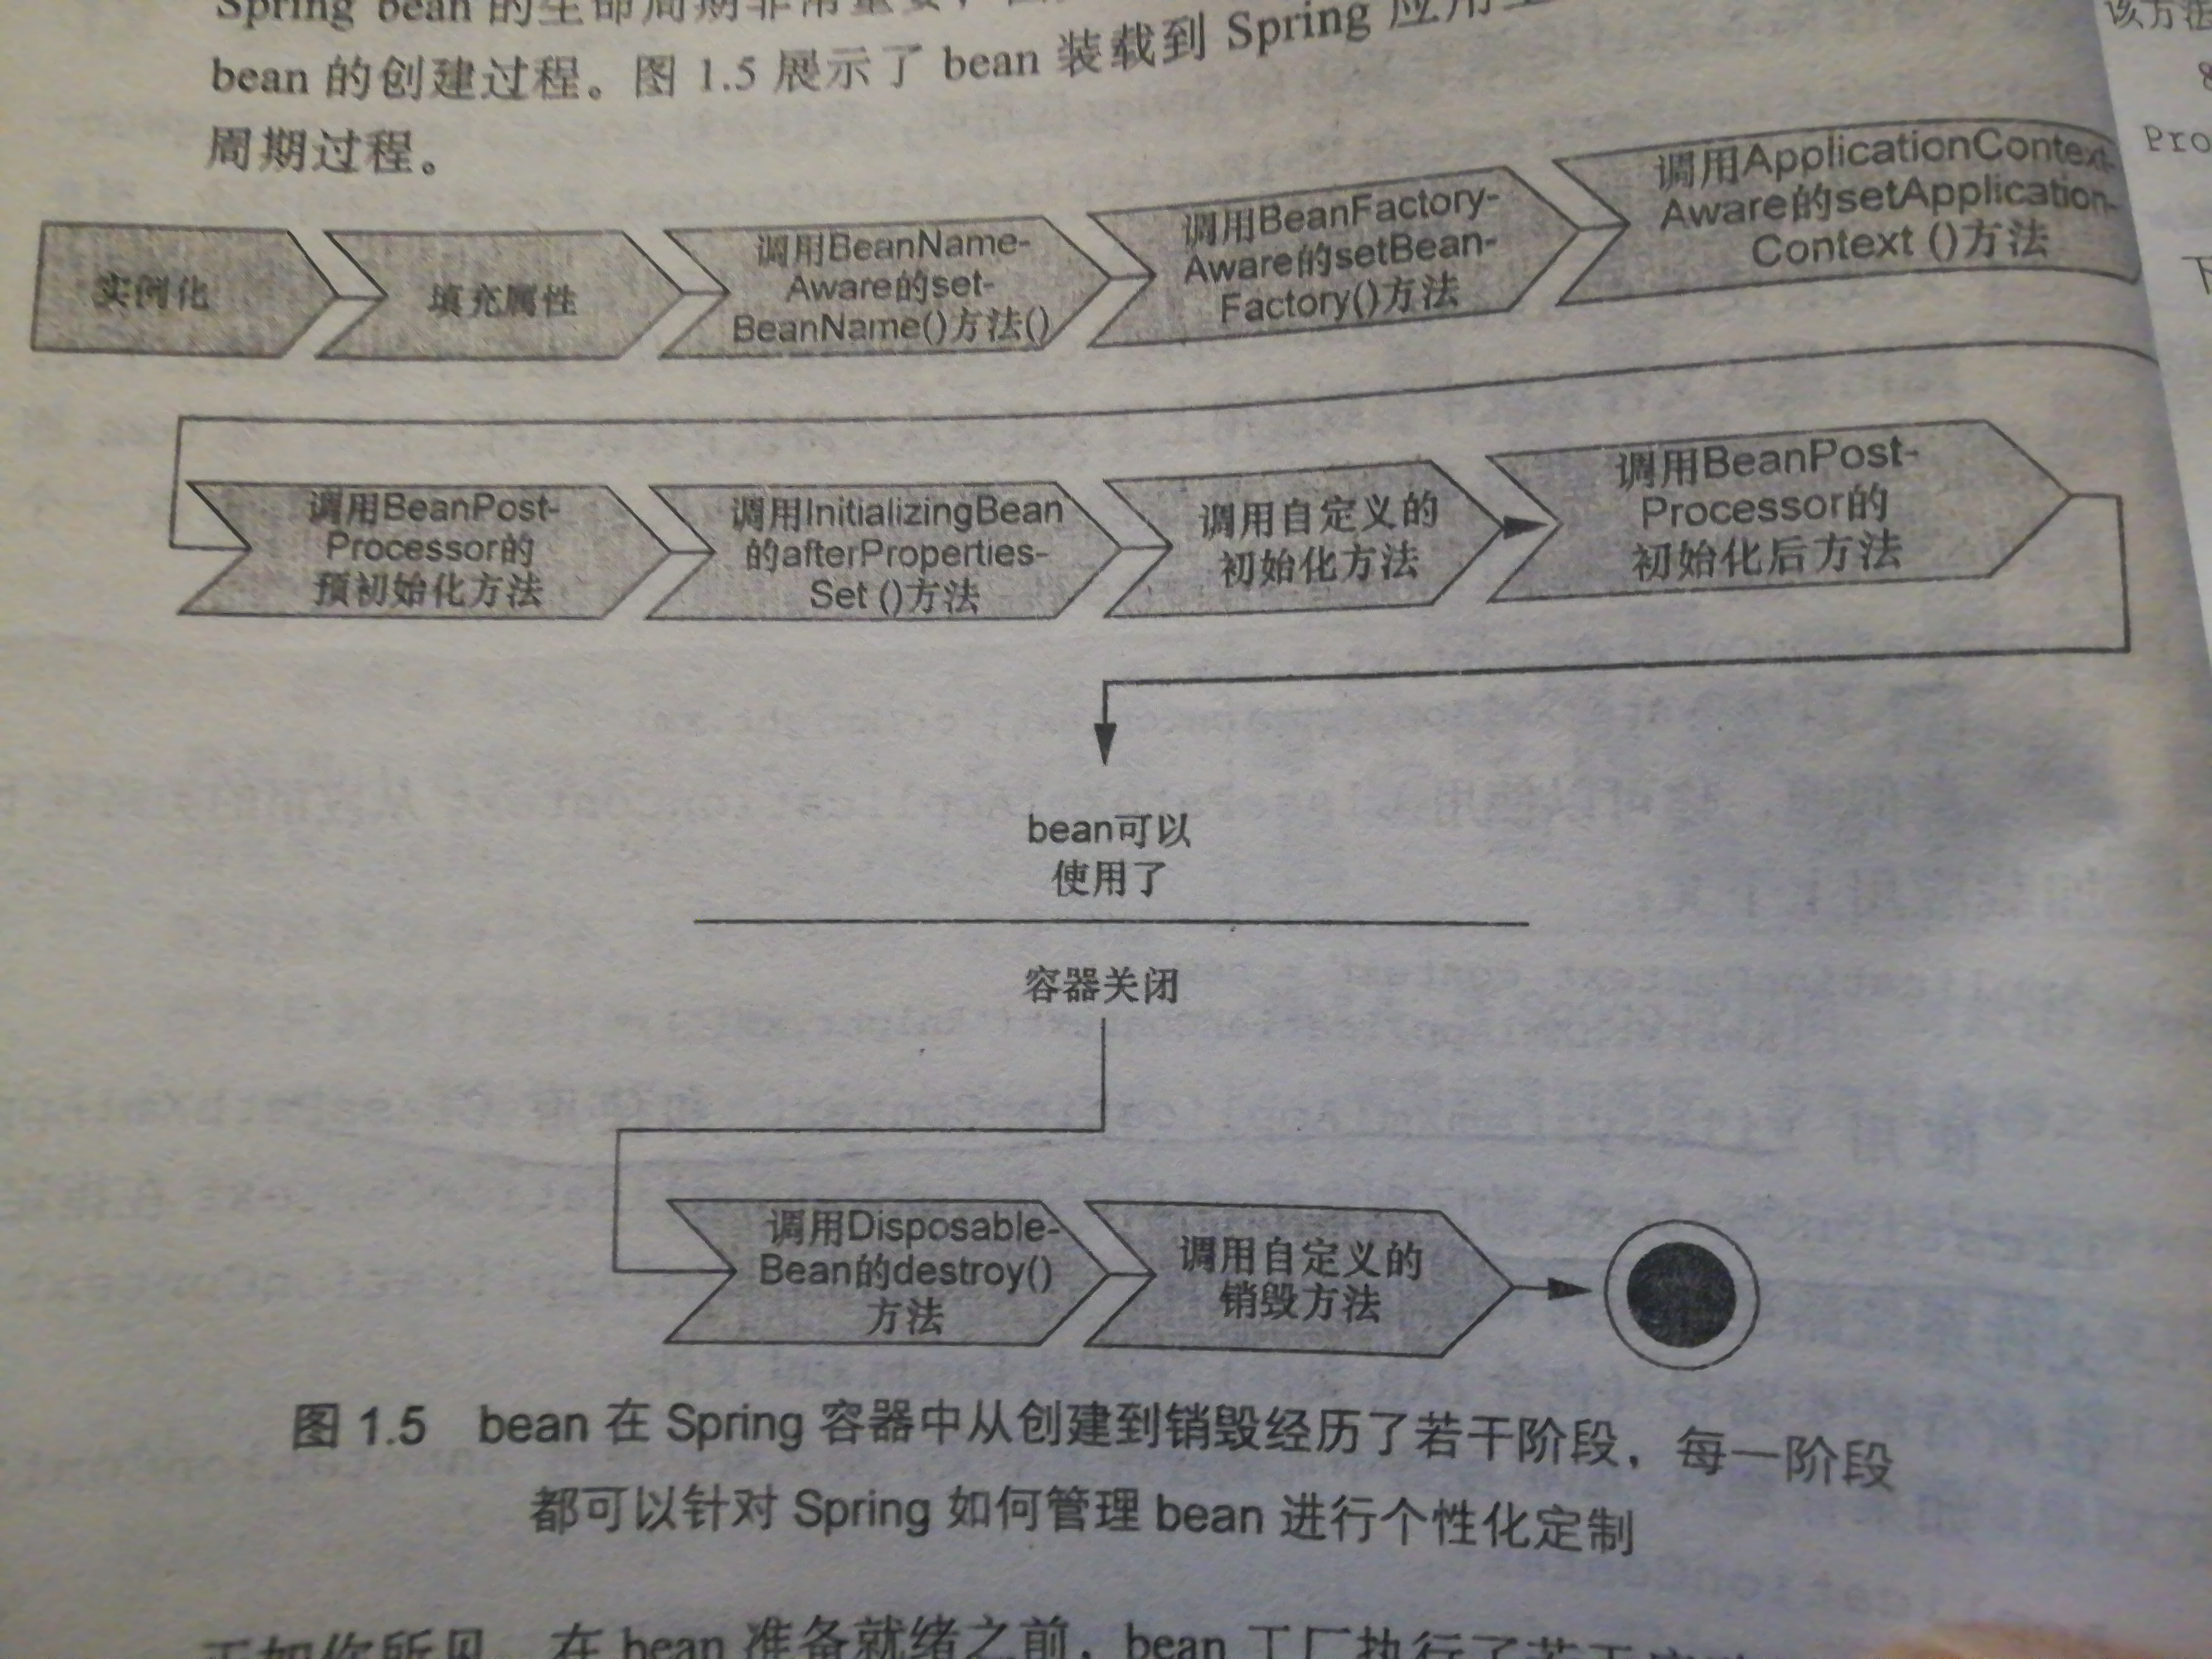 Spring bean 的生命周期非常重要，
bean 的创建过程。图 1.5 展示了 bean 装载到 Spring 应用
周期过程。
该方法
8
Pro
下
实例化
填充属性
调用BeanName-
Aware的set-
BeanName()方法()
调用BeanFactory-
Aware的setBean-
Factory()方法
调用ApplicationContext-
Aware的setApplication-
Context ()方法
调用BeanPost-
Processor的
预初始化方法
调用InitializingBean
的afterProperties-
Set ()方法
调用自定义的
初始化方法
调用BeanPost-
Processor的
初始化后方法
bean可以
使用了
容器关闭
调用Disposable-
Bean的destroy()
方法
调用自定义的
销毁方法
图 1.5 bean 在 Spring 容器中从创建到销毁经历了若干阶段，每一阶段
都可以针对 Spring 如何管理 bean 进行个性化定制
正如你所见，在 bean 准备就绪之前，bean 工厂执行了若干